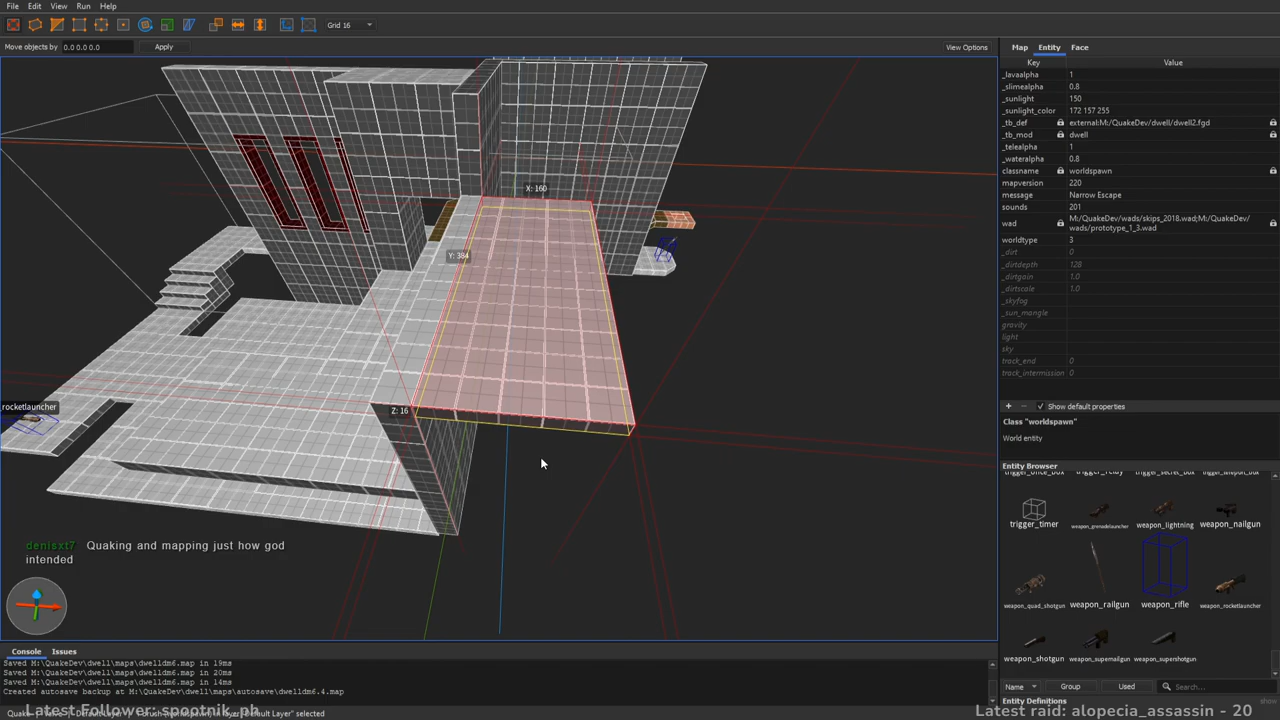 File Edit View Run Help
Grid 16
Move objects by 0.0 0.0 0.0 Apply View Options
Map Entity Face
Key Value
_lavaalpha 1
_slimealpha 0.8
_sunlight 150
_sunlight_color 172 157 255
_tb_def external:M:/QuakeDev/dwell/dwell2.fgd
_tb_mod dwell
_telealpha 1
_wateralpha 0.8
classname worldspawn
mapversion 220
message Narrow Escape
sounds 201
wad M:/QuakeDev/wads/skips_2018.wad;M:/QuakeDev/
wads/prototype_1_3.wad
worldtype 3
_dirt 0
_dirtdepth 128
_dirtgain 1.0
_dirtscale 1.0
_skyfog
_sun_mangle
gravity
light
sky
track_end 0
track_intermission 0
Show default properties
Class "worldspawn"
World entity
Entity Browser
trigger_timer weapon_grenadelauncher weapon_lightning weapon_nailgun
weapon_quad_shotgun weapon_railgun weapon_rifle weapon_rocketlauncher
weapon_shotgun weapon_supernailgun weapon_supershotgun
Name Group Used Search...
Entity Definitions show
X: 160
Y: 384
Z: 16
_rocketlauncher
denisxt7 Quaking and mapping just how god
intended
Console Issues
Saved M:\QuakeDev\dwell\maps\dwelldm6.map in 19ms
Saved M:\QuakeDev\dwell\maps\dwelldm6.map in 20ms
Saved M:\QuakeDev\dwell\maps\dwelldm6.map in 14ms
Created autosave backup at M:\QuakeDev\dwell\maps\autosave\dwelldm6.4.map
Latest Follower: spootnik_ph
Latest raid: alopecia_assassin - 20